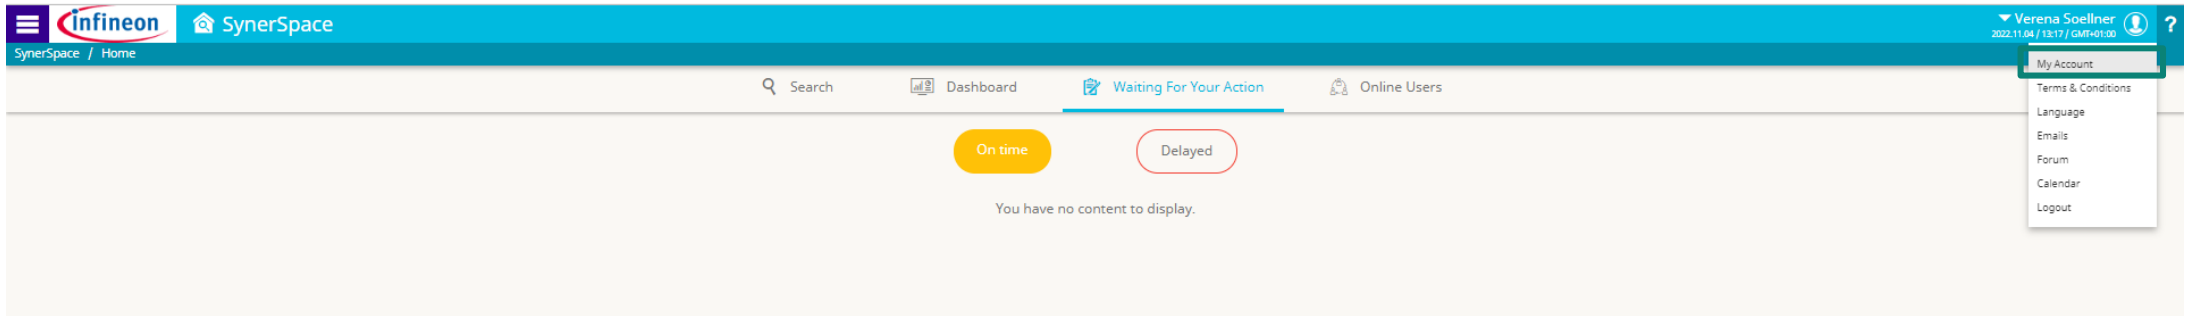 infineon
SynerSpace
Verena Soellner
2022.11.04 / 13:17 / GMT+01:00
?
SynerSpace / Home
My Account
Terms & Conditions
Language
Emails
Forum
Calendar
Logout
Search
Dashboard
Waiting For Your Action
Online Users
On time
Delayed
You have no content to display.